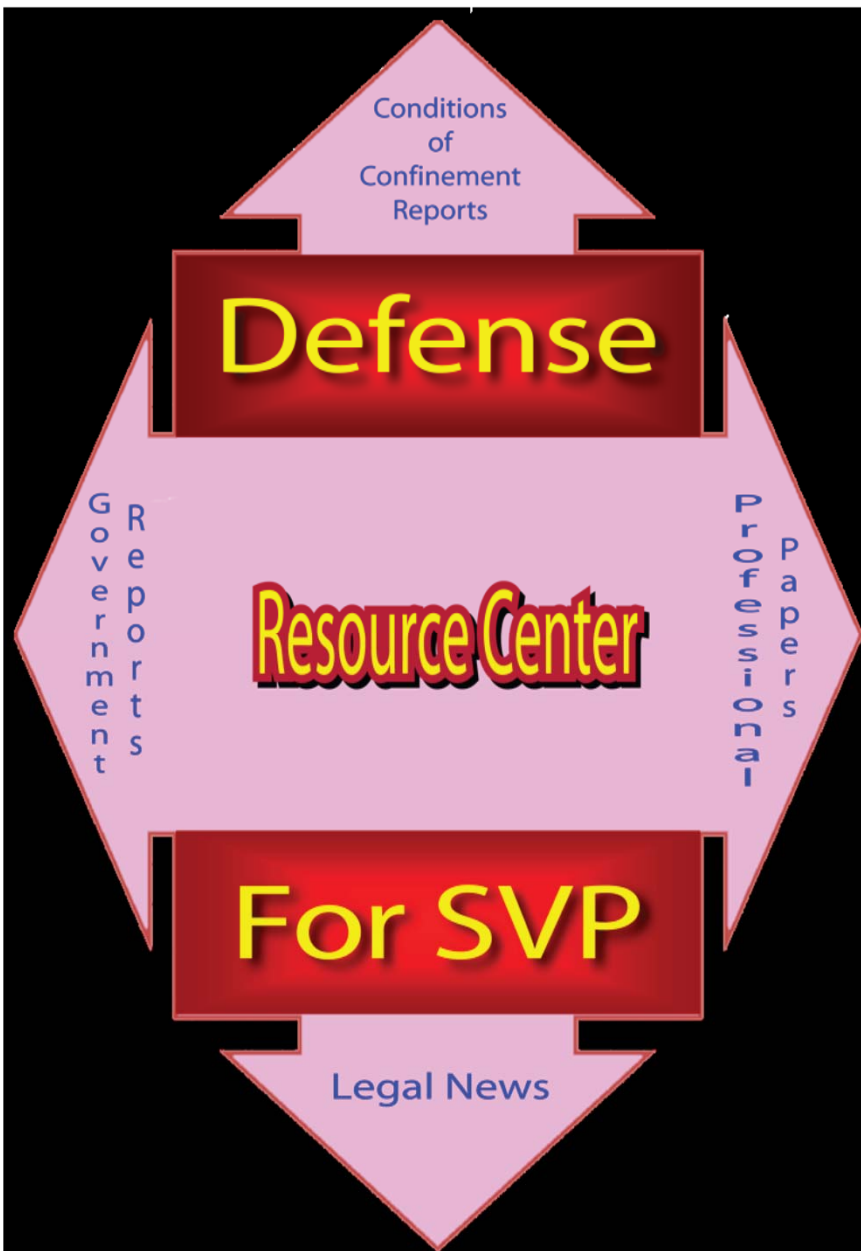 Conditions
of
Confinement
Reports
Defense
Government
Reports
Resource Center
Professional
Papers
For SVP
Legal News